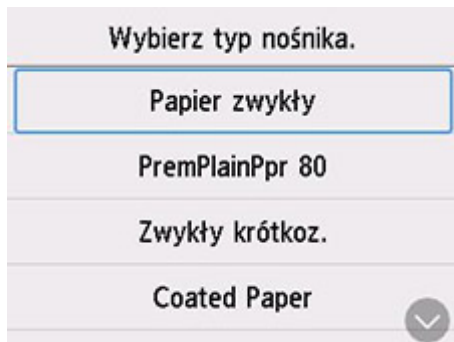 Wybierz typ nośnika.
Papier zwykły
PremPlainPpr 80
Zwykły krótkoz.
Coated Paper